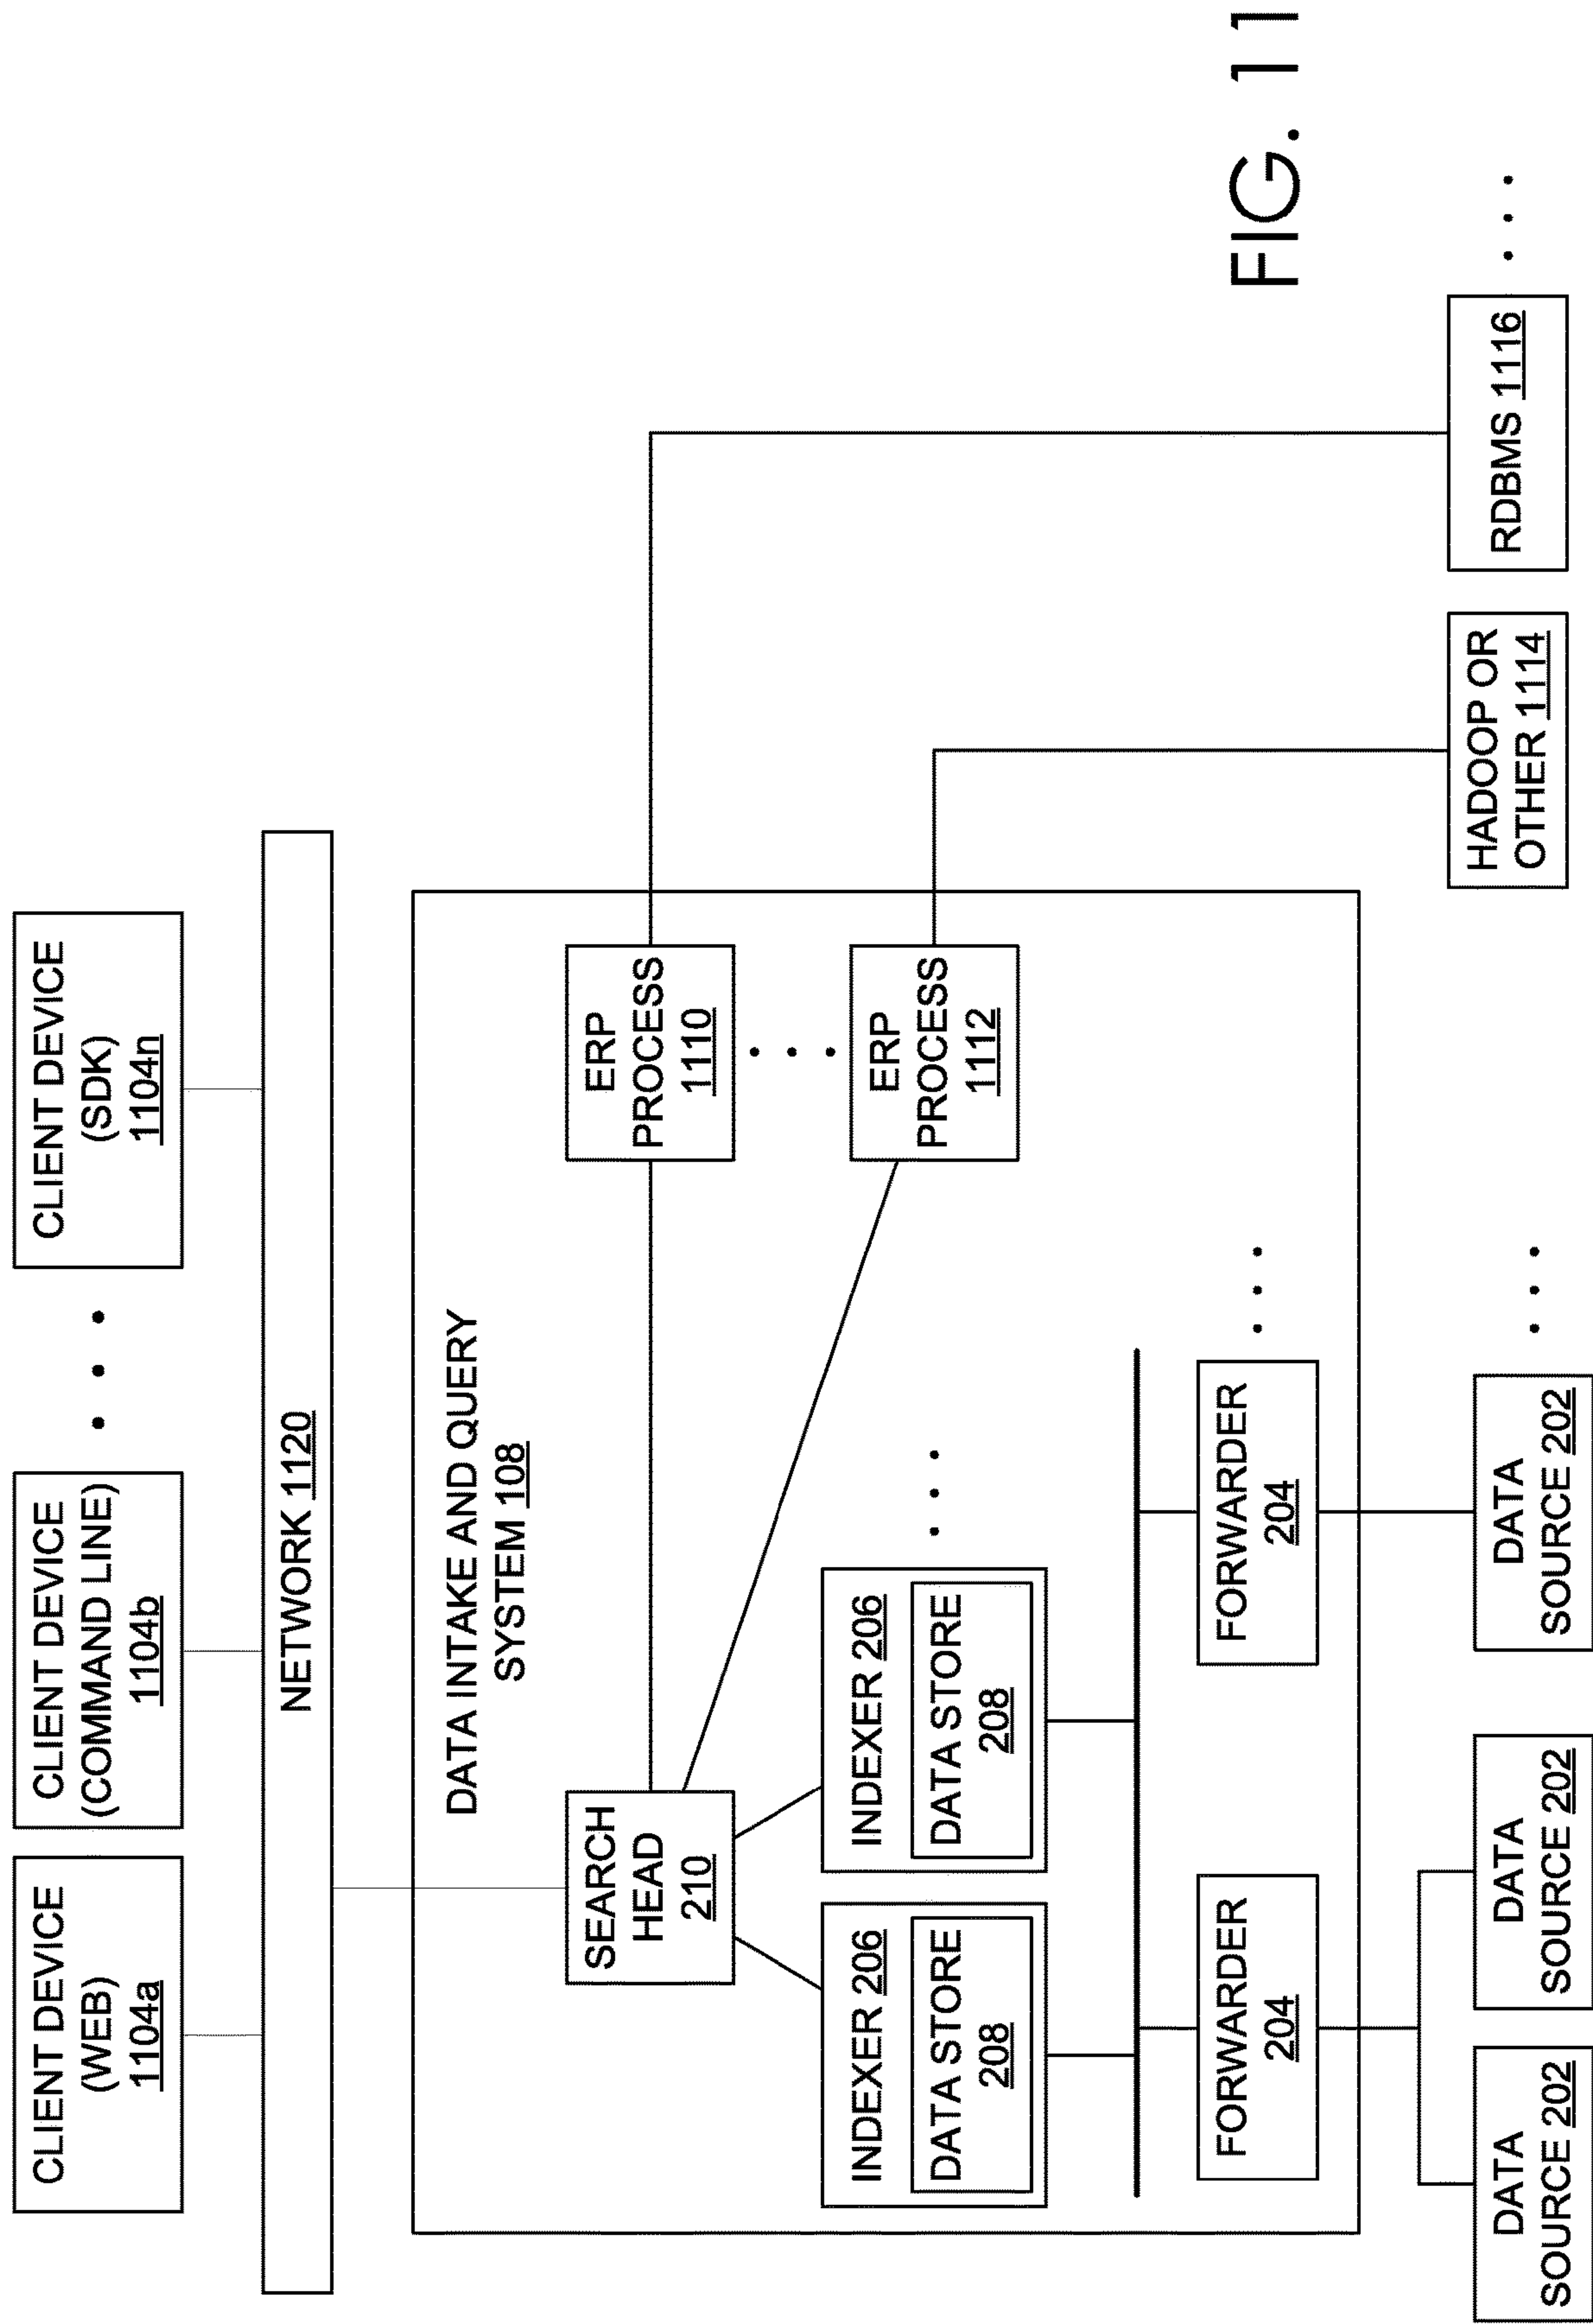 CLIENT DEVICE
(WEB)
1104a
CLIENT DEVICE
(COMMAND LINE)
1104b
CLIENT DEVICE
(SDK)
1104n
NETWORK 1120
DATA INTAKE AND QUERY
SYSTEM 108
SEARCH
HEAD
210
ERP
PROCESS
1110
INDEXER 206
DATA STORE
208
INDEXER 206
DATA STORE
208
ERP
PROCESS
1112
FORWARDER
204
FORWARDER
204
DATA
SOURCE 202
DATA
SOURCE 202
DATA
SOURCE 202
HADOOP OR
OTHER 1114
RDBMS 1116
FIG. 11